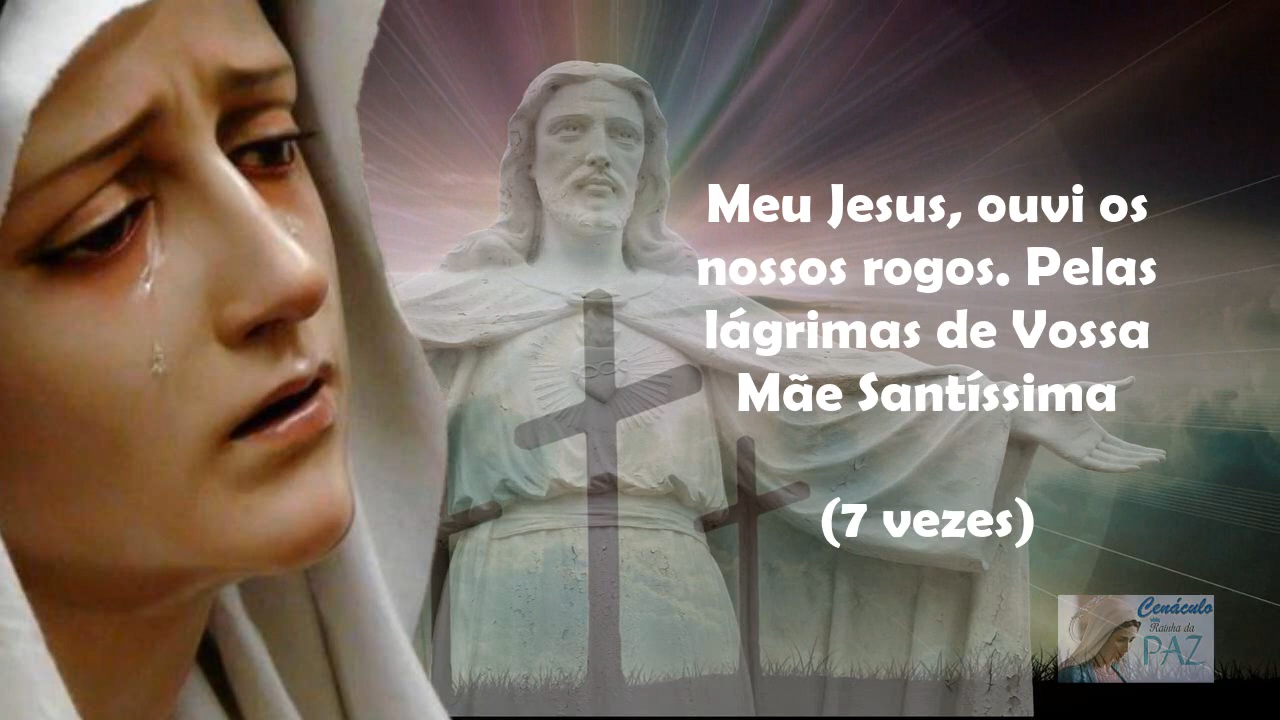 Meu Jesus, ouvi os
nossos rogos. Pelas
lágrimas de Vossa
Mãe Santíssima
(7 vezes)
Cenáculo
Rainha da
PAZ